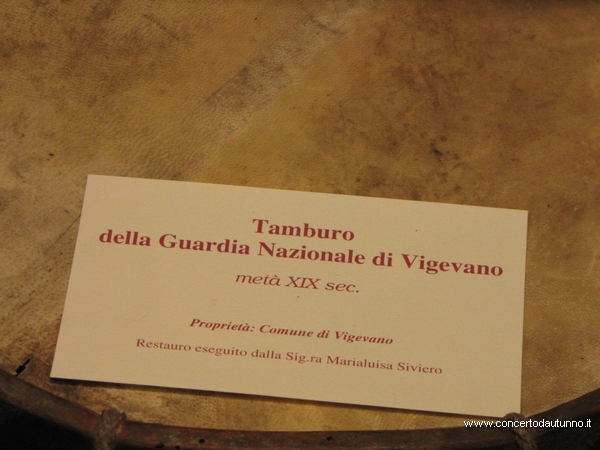 Tamburo
della Guardia Nazionale di Vigevano
metà XIX sec.
Proprietà: Comune di Vigevano
Restauro eseguito dalla Sig.ra Marialuisa Siviero
www.concertodautunno.it